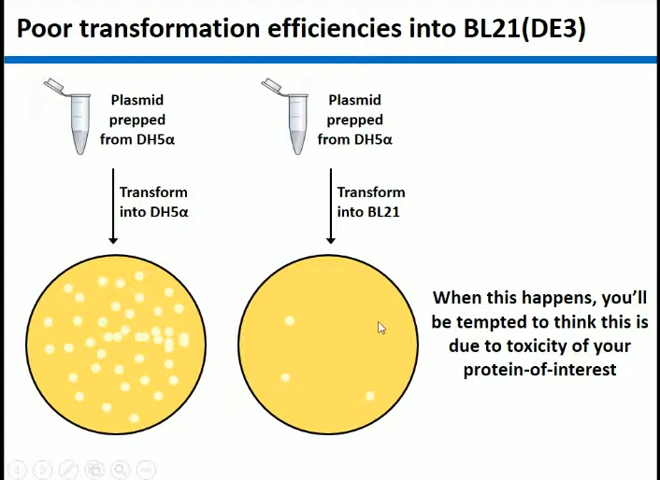 Poor transformation efficiencies into BL21(DE3)
Plasmid
prepped
from DH5α
Transform
into DH5α
Plasmid
prepped
from DH5α
Transform
into BL21
When this happens, you’ll
be tempted to think this is
due to toxicity of your
protein-of-interest